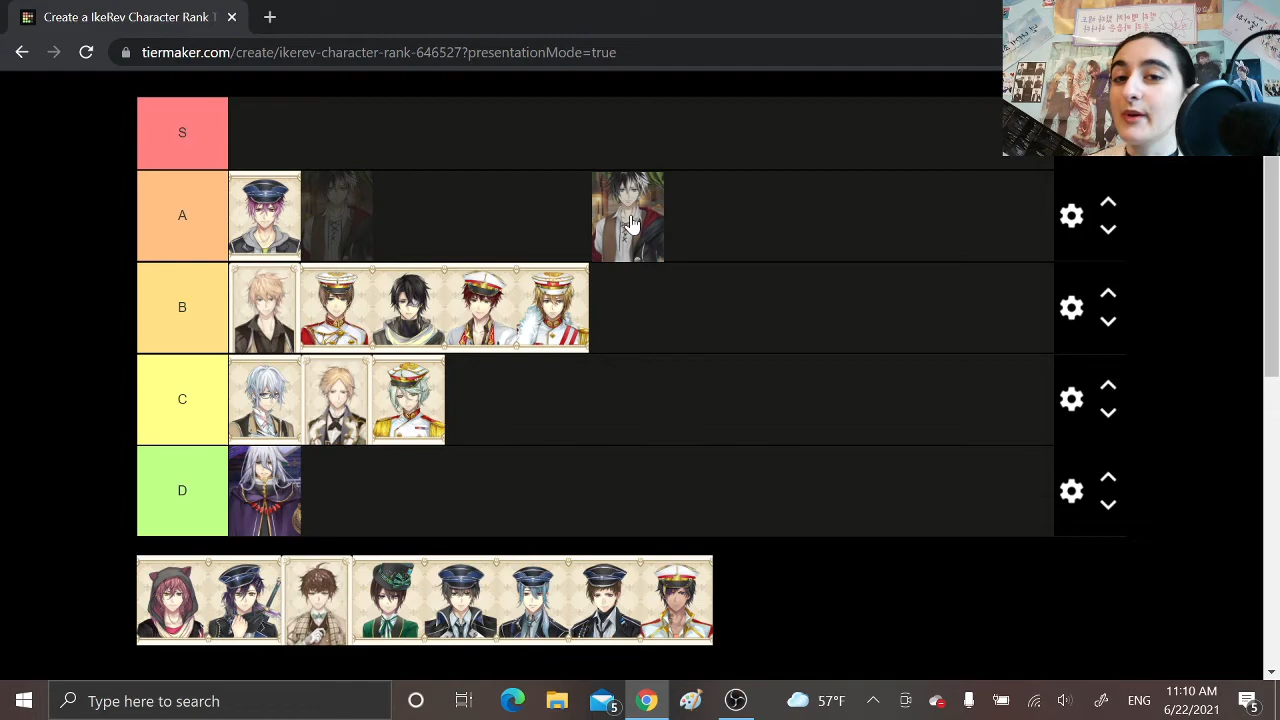 Create a IkeRev Character Rank T
tiermaker.com/create/ikerev-character-
-646527?presentationMode=true
S
A
B
C
D
Type here to search
5
57°F
ENG
11:10 AM
6/22/2021
5